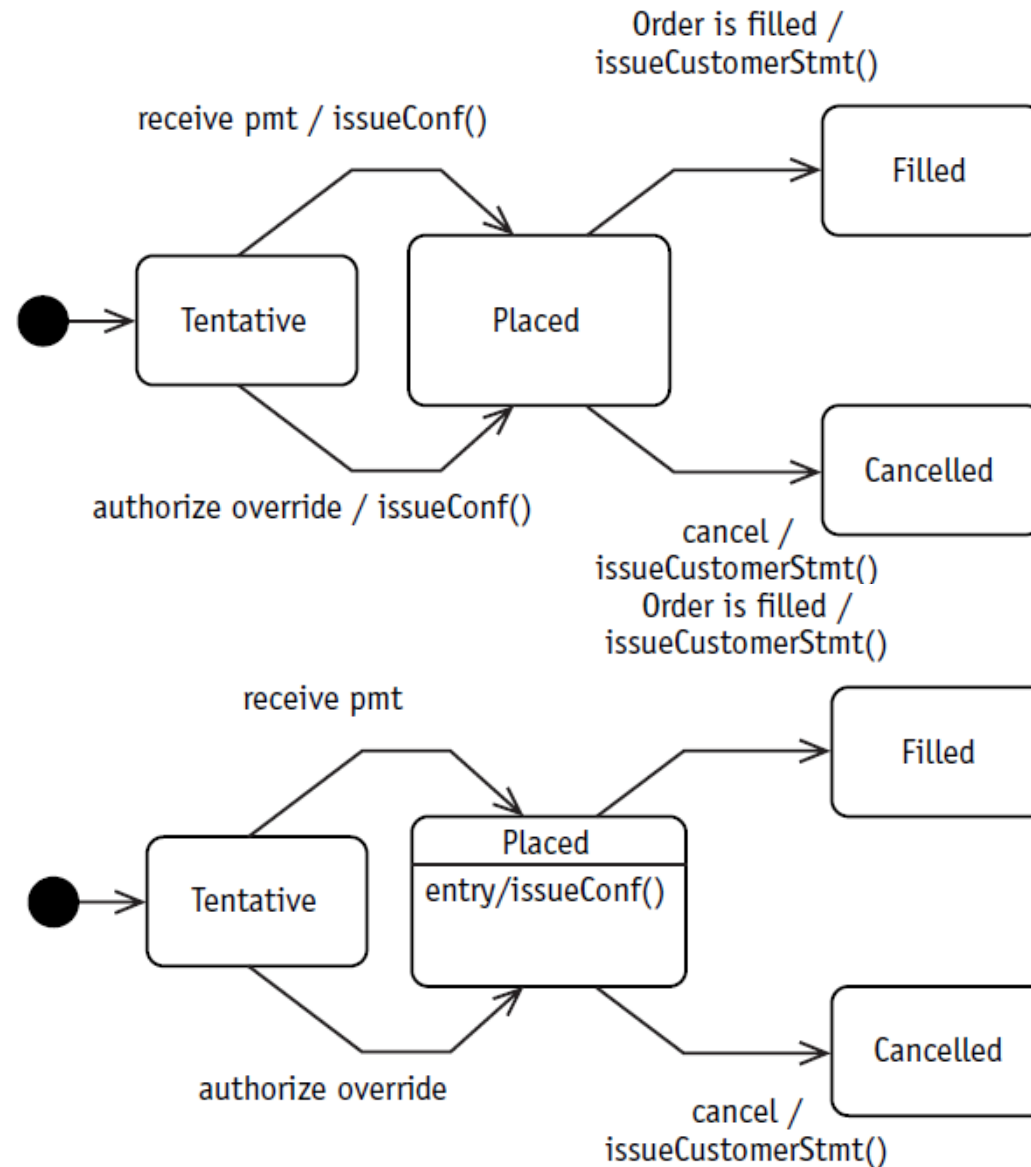 Order is filled /
issueCustomerStmt()
receive pmt / issueConf()
Filled
Tentative
Placed
Cancelled
authorize override / issueConf()
cancel /
issueCustomerStmt()
Order is filled /
issueCustomerStmt()
receive pmt
Filled
Placed
entry/issueConf()
Tentative
Cancelled
authorize override
cancel /
issueCustomerStmt()